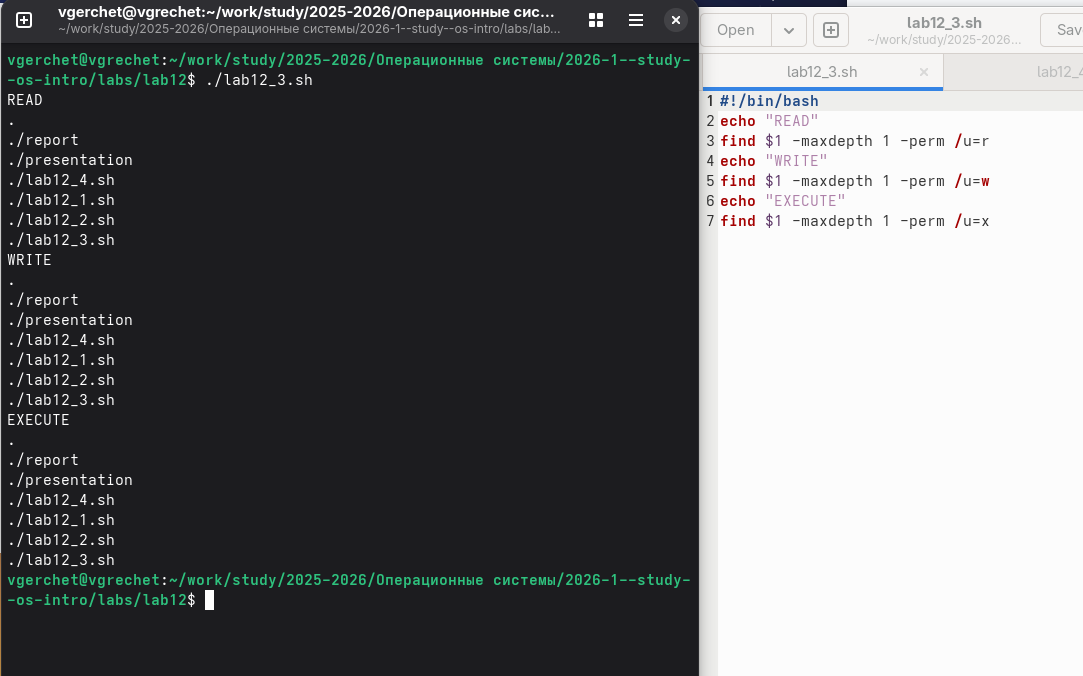 vgerchet@vgrechet:~/work/study/2025-2026/Операционные сис...
~/work/study/2025-2026/Операционные системы/2026-1--study--os-intro/labs/lab...
vgerchet@vgrechet:~/work/study/2025-2026/Операционные системы/2026-1--study-
-os-intro/labs/lab12$ ./lab12_3.sh
READ
.
./report
./presentation
./lab12_4.sh
./lab12_1.sh
./lab12_2.sh
./lab12_3.sh
WRITE
.
./report
./presentation
./lab12_4.sh
./lab12_1.sh
./lab12_2.sh
./lab12_3.sh
EXECUTE
.
./report
./presentation
./lab12_4.sh
./lab12_1.sh
./lab12_2.sh
./lab12_3.sh
vgerchet@vgrechet:~/work/study/2025-2026/Операционные системы/2026-1--study-
-os-intro/labs/lab12$
Open
lab12_3.sh
~/work/study/2025-2026...
Sav
lab12_3.sh
lab12_4
1 #!/bin/bash
2 echo "READ"
3 find $1 -maxdepth 1 -perm /u=r
4 echo "WRITE"
5 find $1 -maxdepth 1 -perm /u=w
6 echo "EXECUTE"
7 find $1 -maxdepth 1 -perm /u=x